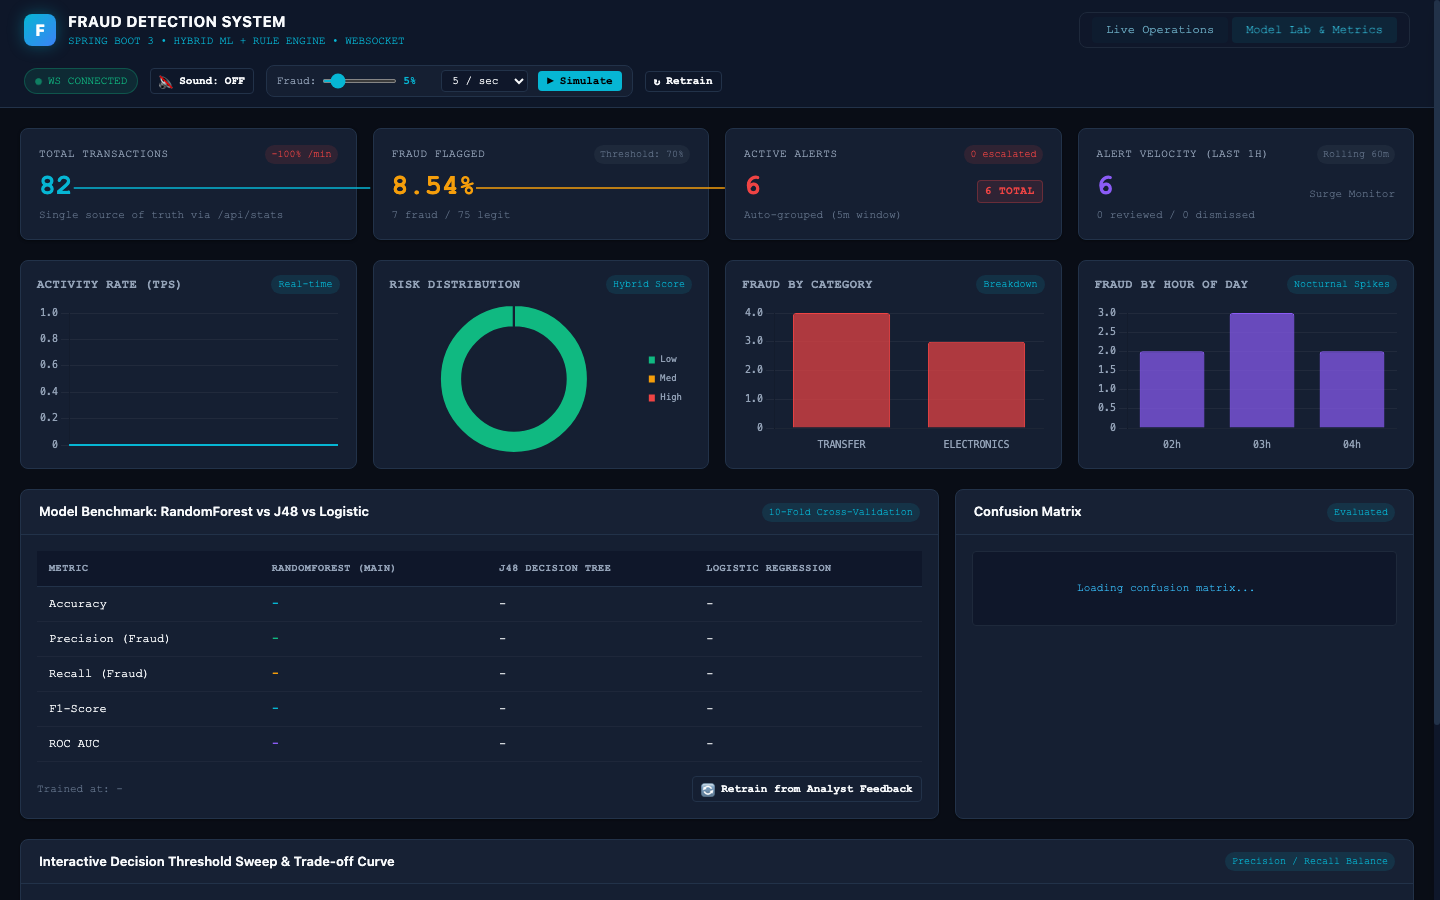 F
FRAUD DETECTION SYSTEM
SPRING BOOT 3 • HYBRID ML + RULE ENGINE • WEBSOCKET
Live Operations
Model Lab & Metrics
WS CONNECTED
Sound: OFF
Fraud:
5%
5 / sec
▶ Simulate
↻ Retrain
TOTAL TRANSACTIONS
-100% /min
82
Single source of truth via /api/stats
FRAUD FLAGGED
Threshold: 70%
8.54%
7 fraud / 75 legit
ACTIVE ALERTS
0 escalated
6
6 TOTAL
Auto-grouped (5m window)
ALERT VELOCITY (LAST 1H)
Rolling 60m
6
Surge Monitor
0 reviewed / 0 dismissed
ACTIVITY RATE (TPS)
Real-time
1.0
0.8
0.6
0.4
0.2
0
RISK DISTRIBUTION
Hybrid Score
Low
Med
High
FRAUD BY CATEGORY
Breakdown
4.0
3.0
2.0
1.0
0
TRANSFER
ELECTRONICS
FRAUD BY HOUR OF DAY
Nocturnal Spikes
3.0
2.5
2.0
1.5
1.0
0.5
0
02h
03h
04h
Model Benchmark: RandomForest vs J48 vs Logistic
10-Fold Cross-Validation
METRIC RANDOMFOREST (MAIN) J48 DECISION TREE LOGISTIC REGRESSION
Accuracy - - -
Precision (Fraud) - - -
Recall (Fraud) - - -
F1-Score - - -
ROC AUC - - -
Trained at: -
Retrain from Analyst Feedback
Confusion Matrix
Evaluated
Loading confusion matrix...
Interactive Decision Threshold Sweep & Trade-off Curve
Precision / Recall Balance